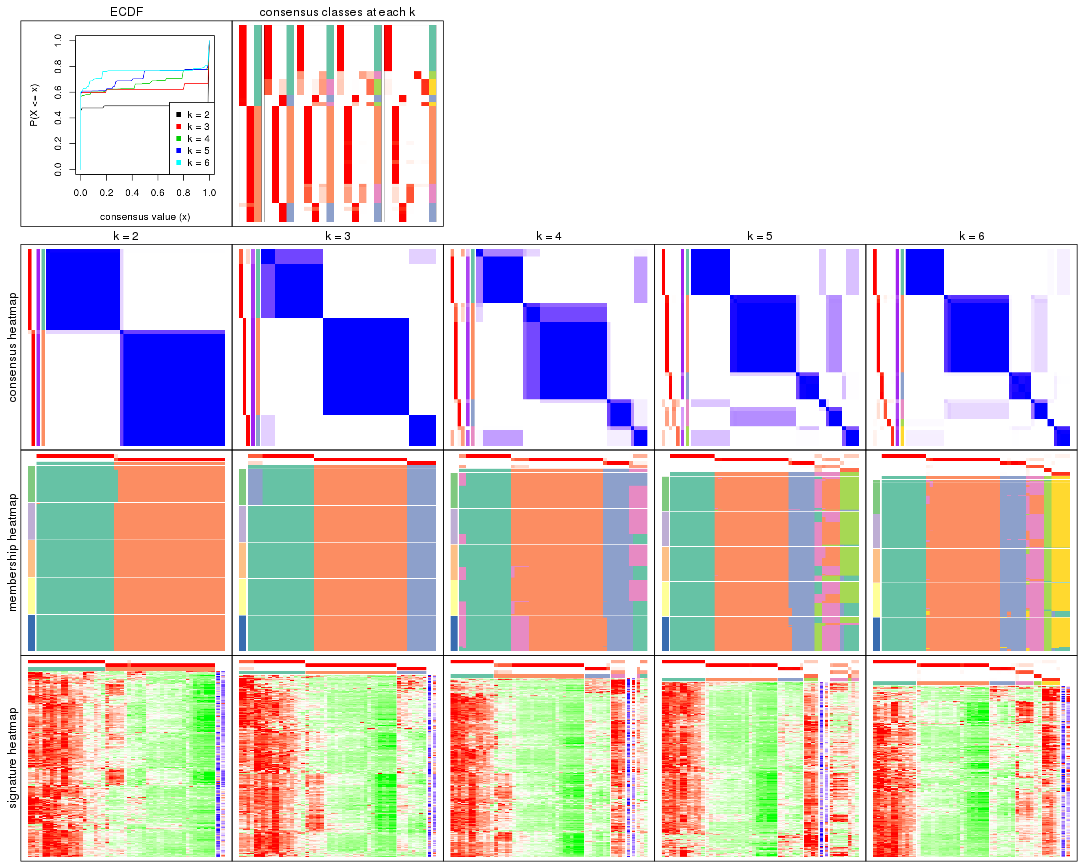 ECDF
consensus classes at each k
P(X <= x)
0.0 0.2 0.4 0.6 0.8 1.0
k = 2
k = 3
k = 4
k = 5
k = 6
0.0 0.2 0.4 0.6 0.8 1.0
consensus value (x)
k = 2
k = 3
k = 4
k = 5
k = 6
consensus heatmap
membership heatmap
signature heatmap